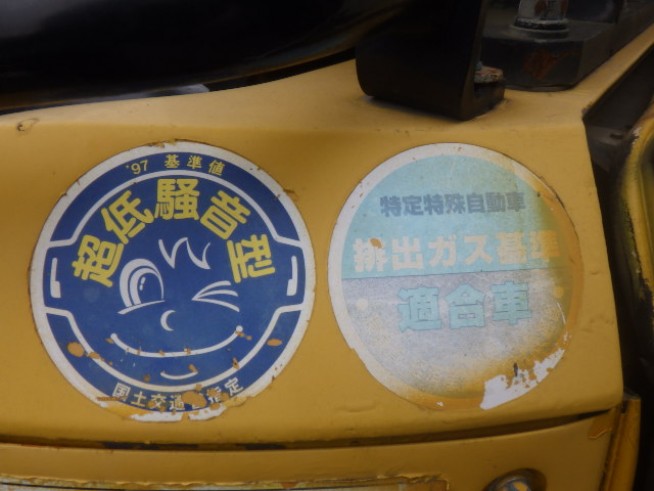 '97 基準値
超低騒音型
国土交通省指定
特定特殊自動車
排出ガス基準
適合車